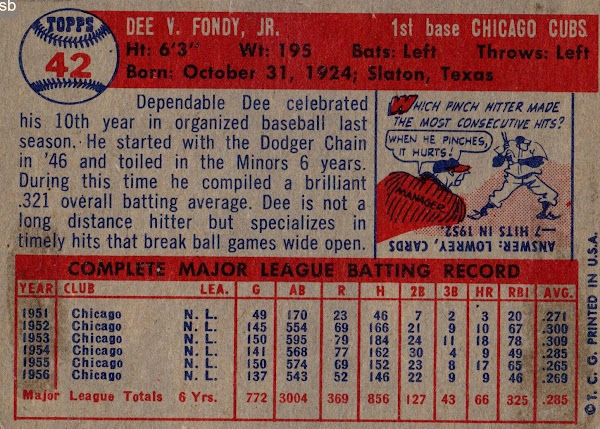 sb
TOPPS
42
DEE V. FONDY, JR.
1st base CHICAGO CUBS
Ht: 6'3" Wt: 195 Bats: Left Throws: Left
Born: October 31, 1924; Slaton, Texas
Dependable Dee celebrated
his 10th year in organized baseball last
season. He started with the Dodger Chain
in '46 and toiled in the Minors 6 years.
During this time he compiled a brilliant
.321 overall batting average. Dee is not a
long distance hitter but specializes in
timely hits that break ball games wide open.
WHICH PINCH HITTER MADE
THE MOST CONSECUTIVE HITS?
WHEN HE PINCHES,
IT HURTS!
MANAGER
ANSWER: LOWREY, CARDS
—7 HITS IN 1952.
COMPLETE MAJOR LEAGUE BATTING RECORD
YEAR CLUB LEA. G AB R H 2B 3B HR RBI AVG.
1951 Chicago N. L. 49 170 23 46 7 2 3 20 .271
1952 Chicago N. L. 145 554 69 166 21 9 10 67 .300
1953 Chicago N. L. 150 595 79 184 24 11 18 78 .309
1954 Chicago N. L. 141 568 77 162 30 4 9 49 .285
1955 Chicago N. L. 150 574 69 152 23 8 17 65 .265
1956 Chicago N. L. 137 543 52 146 22 9 9 46 .269
Major League Totals 6 Yrs. 772 3004 369 856 127 43 66 325 .285
© T. C. G. PRINTED IN U.S.A.